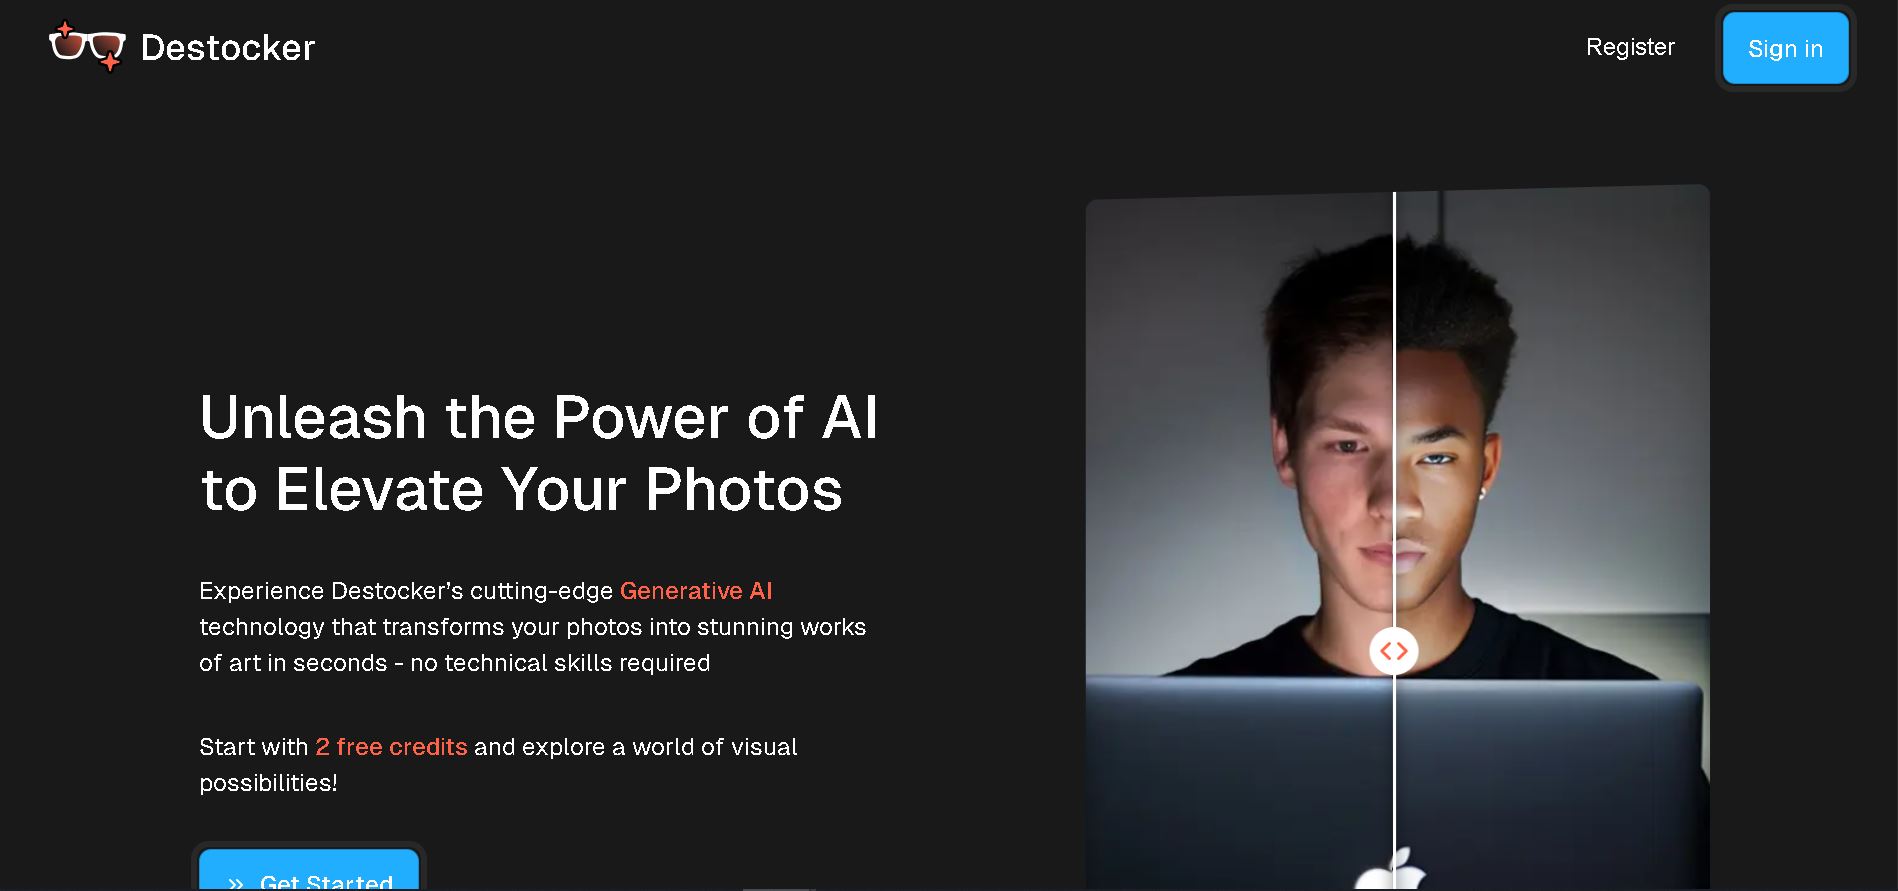 Destocker
Register
Sign in
Unleash the Power of AI
to Elevate Your Photos
Experience Destocker’s cutting-edge Generative AI
technology that transforms your photos into stunning works
of art in seconds - no technical skills required
Start with 2 free credits and explore a world of visual
possibilities!
» Get Started